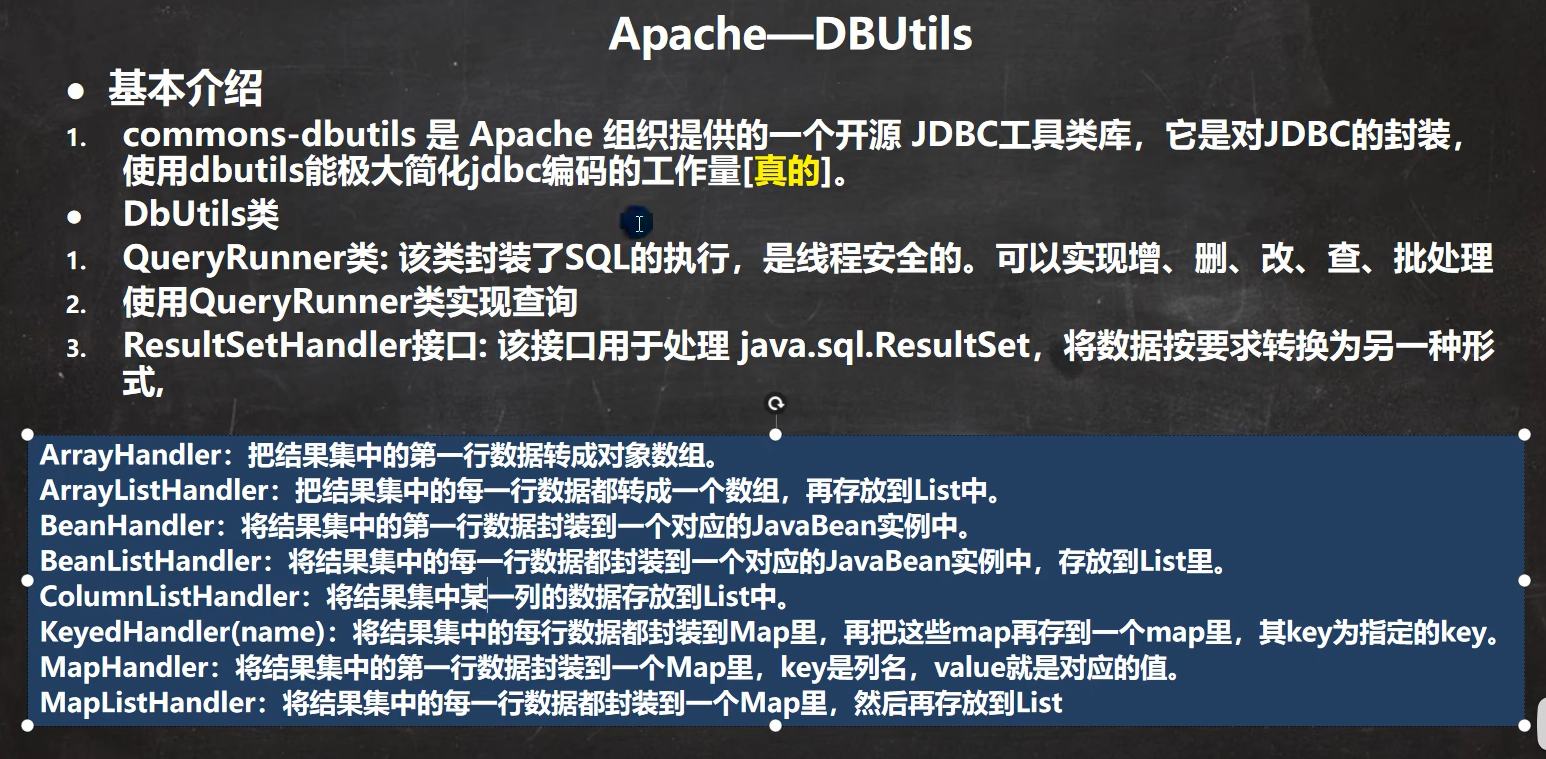 Apache—DBUtils
● 基本介绍
1. commons-dbutils 是 Apache 组织提供的一个开源 JDBC工具类库，它是对JDBC的封装，
使用dbutils能极大简化jdbc编码的工作量[真的]。
● DbUtils类
1. QueryRunner类: 该类封装了SQL的执行，是线程安全的。可以实现增、删、改、查、批处理
2. 使用QueryRunner类实现查询
3. ResultSetHandler接口: 该接口用于处理 java.sql.ResultSet，将数据按要求转换为另一种形
式,
ArrayHandler：把结果集中的第一行数据转成对象数组。
ArrayListHandler：把结果集中的每一行数据都转成一个数组，再存放到List中。
BeanHandler：将结果集中的第一行数据封装到一个对应的JavaBean实例中。
BeanListHandler：将结果集中的每一行数据都封装到一个对应的JavaBean实例中，存放到List里。
ColumnListHandler：将结果集中某一列的数据存放到List中。
KeyedHandler(name)：将结果集中的每行数据都封装到Map里，再把这些map再存到一个map里，其key为指定的key。
MapHandler：将结果集中的第一行数据封装到一个Map里，key是列名，value就是对应的值。
MapListHandler：将结果集中的每一行数据都封装到一个Map里，然后再存放到List